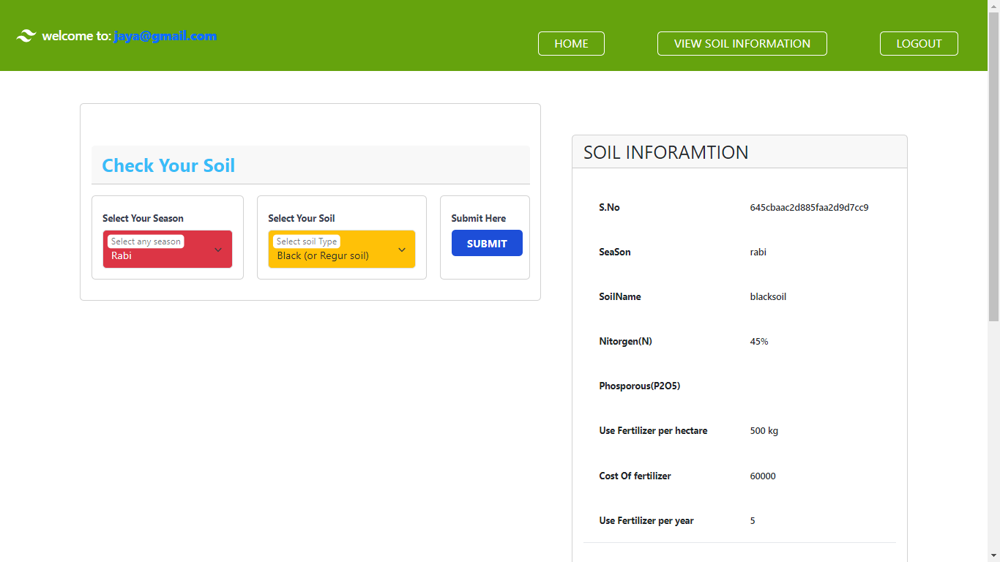 welcome to: jaya@gmail.com
HOME
VIEW SOIL INFORMATION
LOGOUT
Check Your Soil
Select Your Season
Select any season
Rabi
Select Your Soil
Select soil Type
Black (or Regur soil)
Submit Here
SUBMIT
SOIL INFORAMTION
S.No 645cbaac2d885faa2d9d7cc9
SeaSon rabi
SoilName blacksoil
Nitorgen(N) 45%
Phosporous(P2O5)
Use Fertilizer per hectare 500 kg
Cost Of fertilizer 60000
Use Fertilizer per year 5